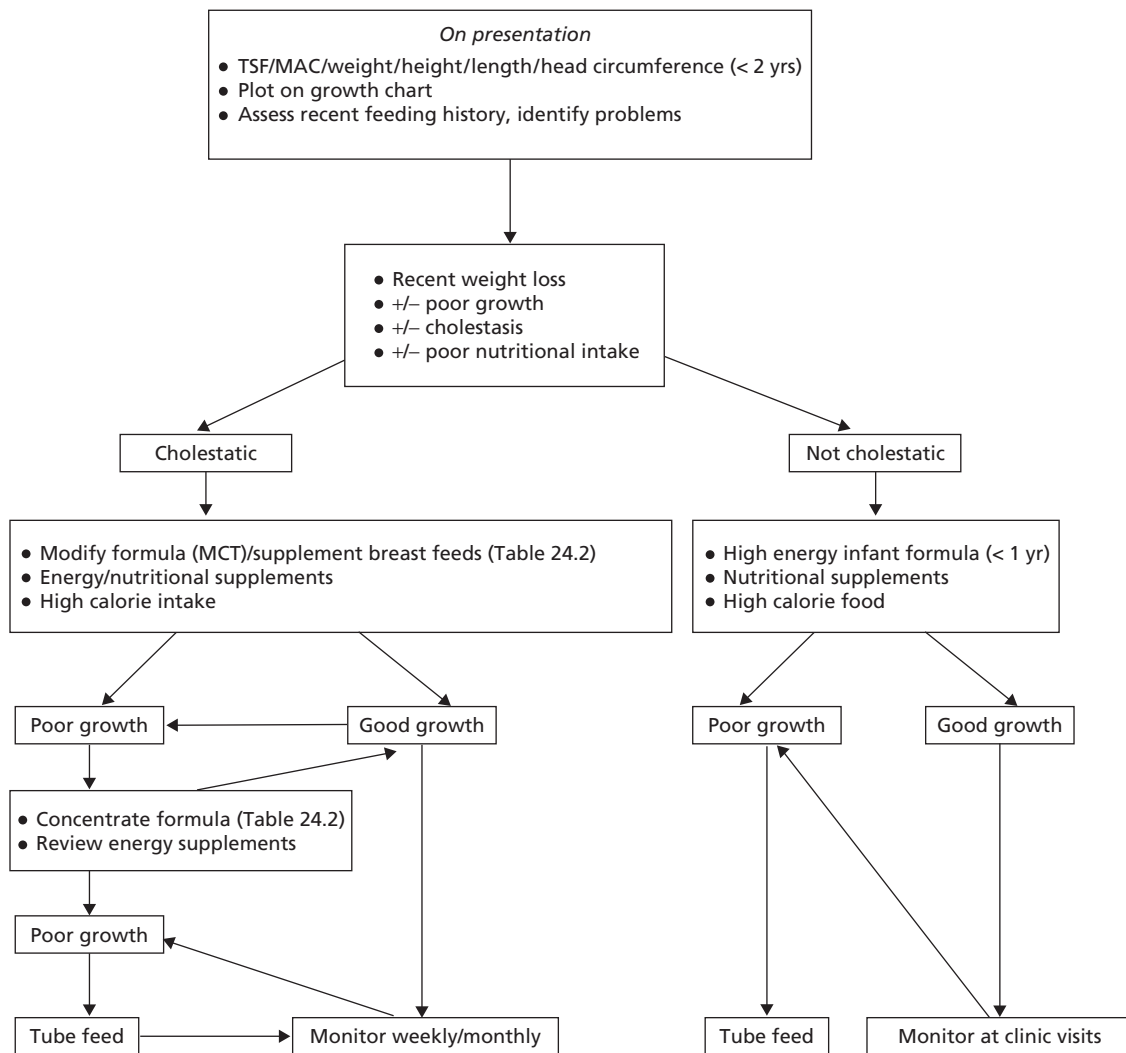 On presentation
● TSF/MAC/weight/height/length/head circumference (< 2 yrs)
● Plot on growth chart
● Assess recent feeding history, identify problems
● Recent weight loss
● +/– poor growth
● +/– cholestasis
● +/– poor nutritional intake
Cholestatic
Not cholestatic
● Modify formula (MCT)/supplement breast feeds (Table 24.2)
● Energy/nutritional supplements
● High calorie intake
● High energy infant formula (< 1 yr)
● Nutritional supplements
● High calorie food
Poor growth
Good growth
Poor growth
Good growth
● Concentrate formula (Table 24.2)
● Review energy supplements
Poor growth
Tube feed
Monitor weekly/monthly
Tube feed
Monitor at clinic visits